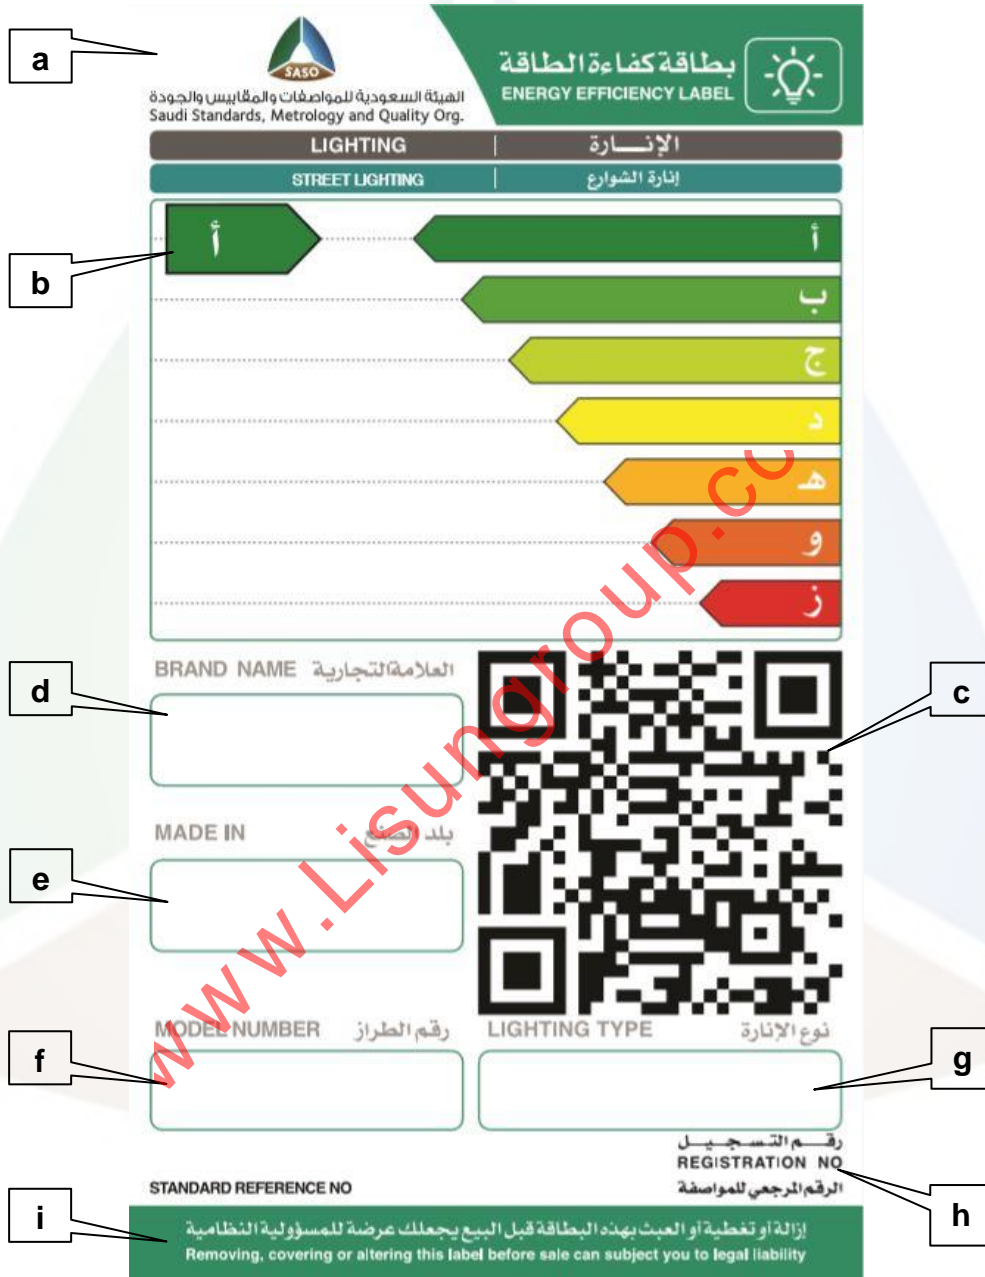 a
SASO
الهيئة السعودية للمواصفات والمقاييس والجودة
Saudi Standards, Metrology and Quality Org.
بطاقة كفاءة الطاقة
ENERGY EFFICIENCY LABEL
LIGHTING | الإنـــارة
STREET LIGHTING | إنارة الشوارع
b
أ
أ
ب
ج
د
هـ
و
ز
BRAND NAME العلامة التجارية
d
c
MADE IN بلد الصنع
e
MODEL NUMBER رقم الطراز
LIGHTING TYPE نوع الإنارة
f
g
رقـــم التـســجـيــل
REGISTRATION NO
STANDARD REFERENCE NO الرقم المرجعي للمواصفة
h
i
إزالة أو تغطية أو العبث بهذه البطاقة قبل البيع يجعلك عرضة للمسؤولية النظامية
Removing, covering or altering this label before sale can subject you to legal liability
www.Lisungroup.cc